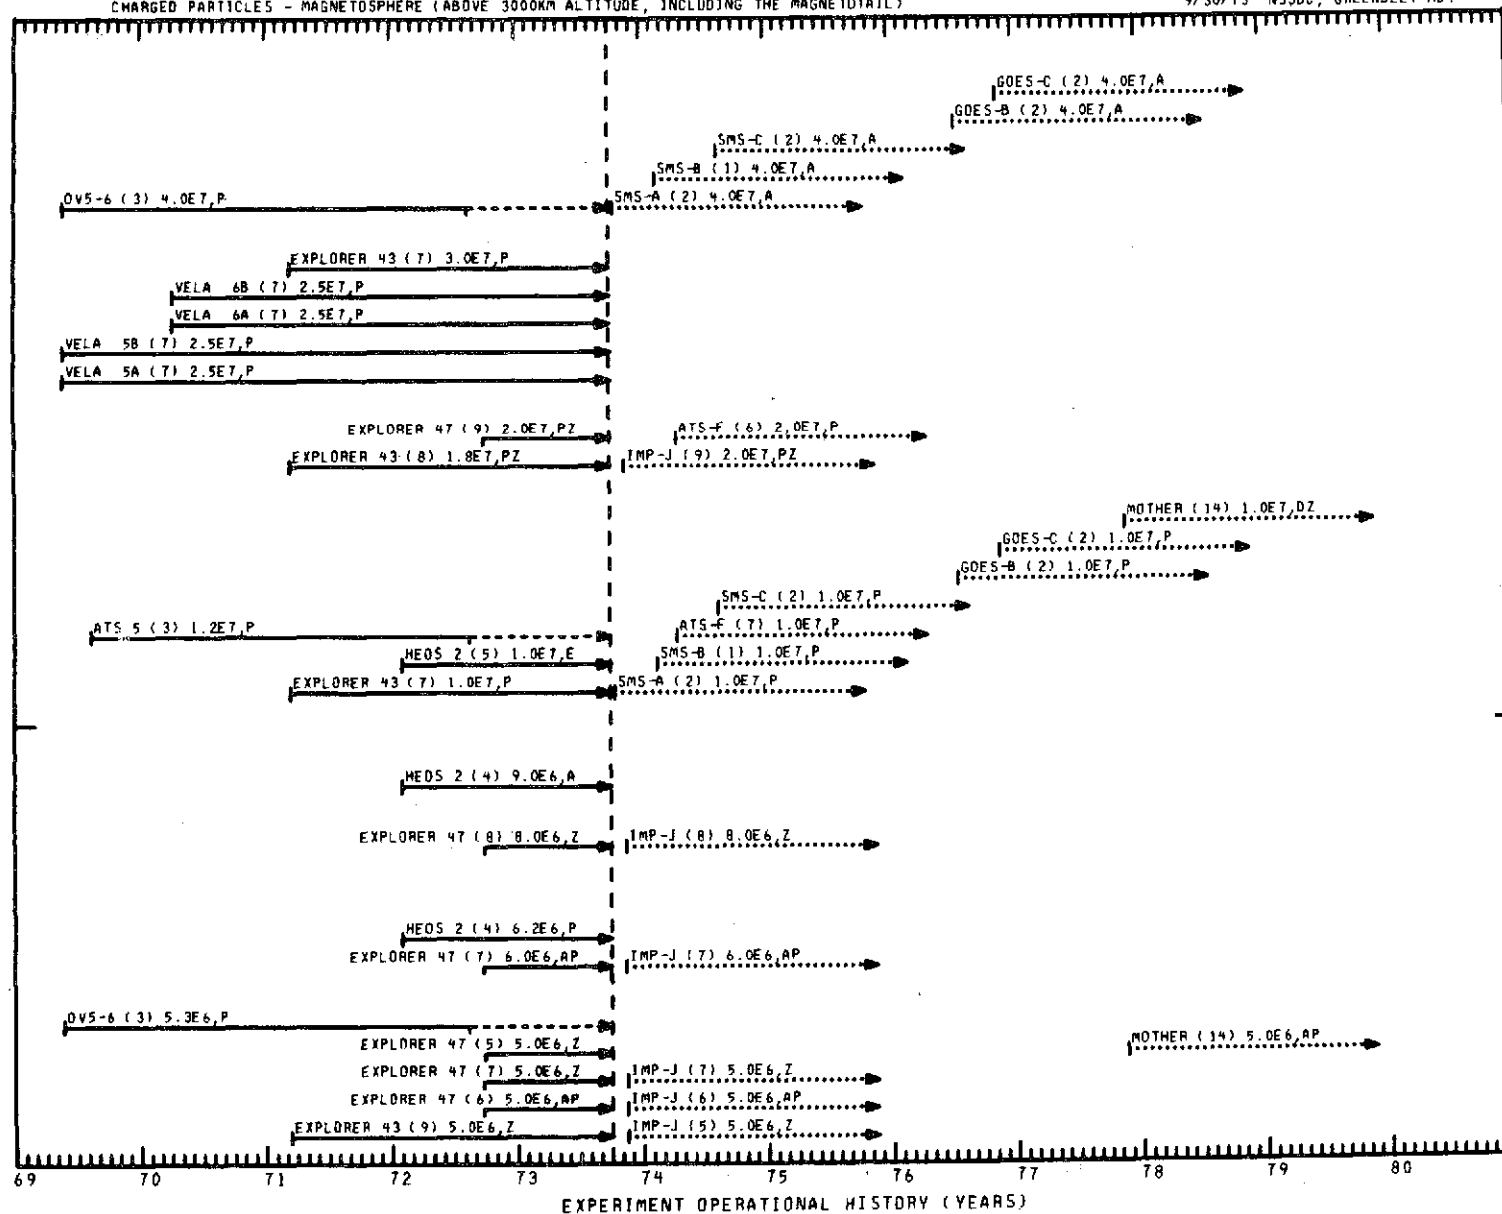 CHARGED PARTICLES - MAGNETOSPHERE (ABOVE 3000KM ALTITUDE, INCLUDING THE MAGNETOTAIL)
9/30/73 NSSDC, GREENBELT MD.
GOES-C (2) 4.0E7,A
GOES-B (2) 4.0E7,A
SMS-C (2) 4.0E7,A
SMS-B (1) 4.0E7,A
OV5-6 (3) 4.0E7,P
SMS-A (2) 4.0E7,A
EXPLORER 43 (7) 3.0E7,P
VELA 6B (7) 2.5E7,P
VELA 6A (7) 2.5E7,P
VELA 5B (7) 2.5E7,P
VELA 5A (7) 2.5E7,P
EXPLORER 47 (9) 2.0E7,PZ
ATS-F (6) 2.0E7,P
EXPLORER 43 (8) 1.8E7,PZ
IMP-J (9) 2.0E7,PZ
MOTHER (14) 1.0E7,DZ
GOES-C (2) 1.0E7,P
GOES-B (2) 1.0E7,P
SMS-C (2) 1.0E7,P
ATS 5 (3) 1.2E7,P
ATS-F (7) 1.0E7,P
HEOS 2 (5) 1.0E7,E
SMS-B (1) 1.0E7,P
EXPLORER 43 (7) 1.0E7,P
SMS-A (2) 1.0E7,P
HEOS 2 (4) 9.0E6,A
EXPLORER 47 (8) 8.0E6,Z
IMP-J (8) 8.0E6,Z
HEOS 2 (4) 6.2E6,P
EXPLORER 47 (7) 6.0E6,AP
IMP-J (7) 6.0E6,AP
OV5-6 (3) 5.3E6,P
EXPLORER 47 (5) 5.0E6,Z
MOTHER (14) 5.0E6,AP
EXPLORER 47 (7) 5.0E6,Z
IMP-J (7) 5.0E6,Z
EXPLORER 47 (6) 5.0E6,AP
IMP-J (6) 5.0E6,AP
EXPLORER 43 (9) 5.0E6,Z
IMP-J (5) 5.0E6,Z
69 70 71 72 73 74 75 76 77 78 79 80
EXPERIMENT OPERATIONAL HISTORY (YEARS)